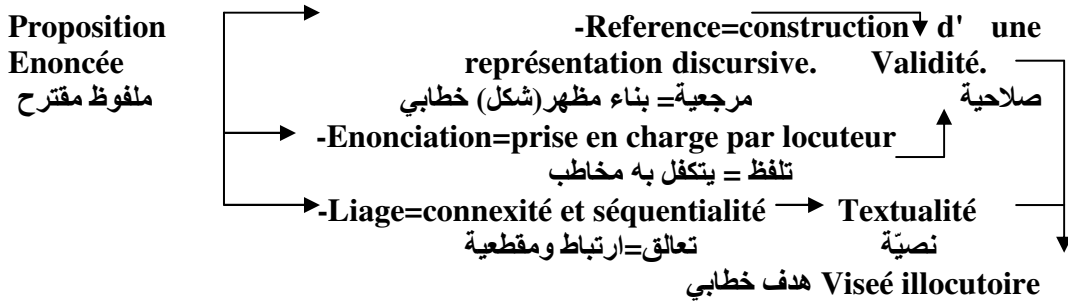 Proposition -Reference=construction d' une
Enoncée représentation discursive. Validité.
ملفوظ مقترح مرجعية= بناء مظهر(شكل) خطابي صلاحية
-Enonciation=prise en charge par locuteur
تلفظ = يتكفل به مخاطب
-Liage=connexité et séquentialité Textualité
تعالق=ارتباط ومقطعية نصيّة
Viseé illocutoire هدف خطابي